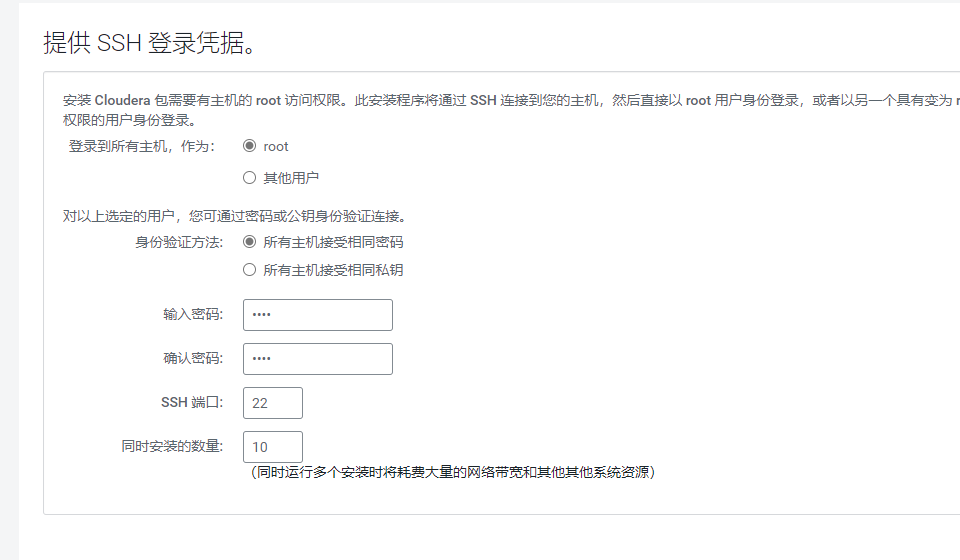 提供 SSH 登录凭据。
安装 Cloudera 包需要有主机的 root 访问权限。此安装程序将通过 SSH 连接到您的主机，然后直接以 root 用户身份登录，或者以另一个具有变为 r
权限的用户身份登录。
登录到所有主机，作为： root
其他用户
对以上选定的用户，您可通过密码或公钥身份验证连接。
身份验证方法: 所有主机接受相同密码
所有主机接受相同私钥
输入密码: ····
确认密码: ····
SSH 端口: 22
同时安装的数量: 10
（同时运行多个安装时将耗费大量的网络带宽和其他其他系统资源）